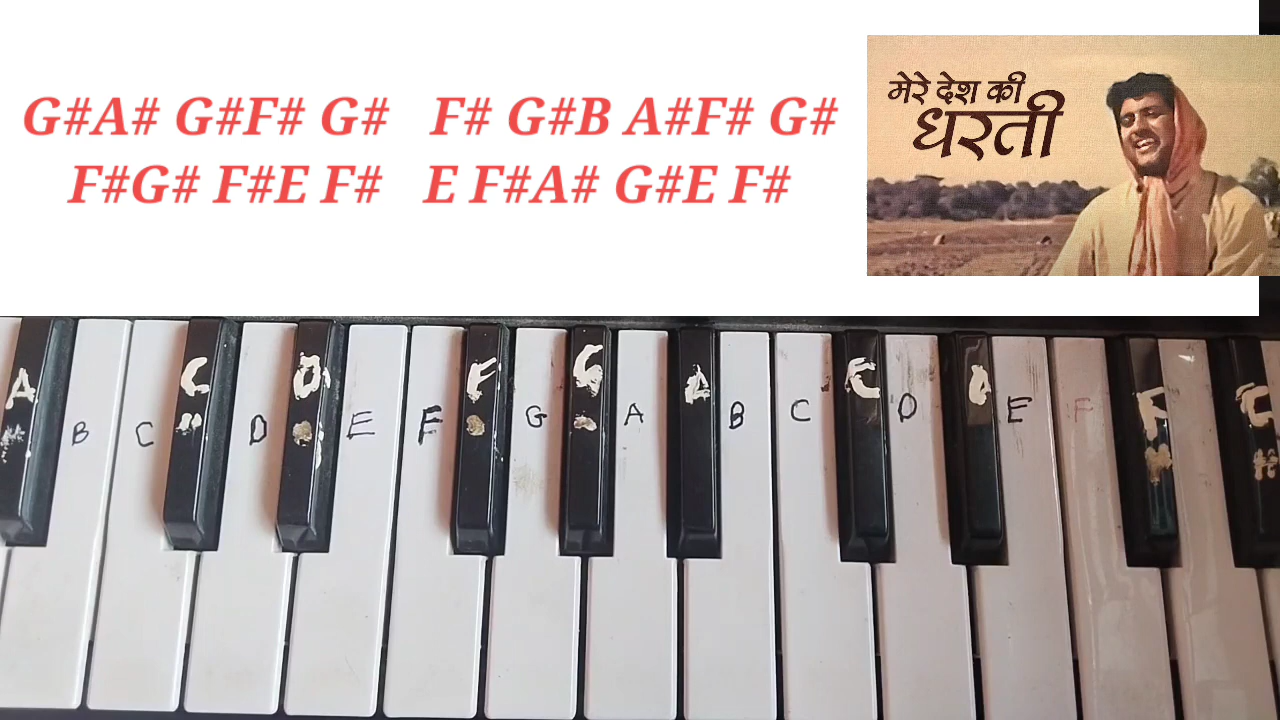 G#A# G#F# G# F# G#B A#F# G#
F#G# F#E F# E F#A# G#E F#
मेरे देश की
धरती
A C D F G A C D F C
# # #
B C D E F G A B C D E F